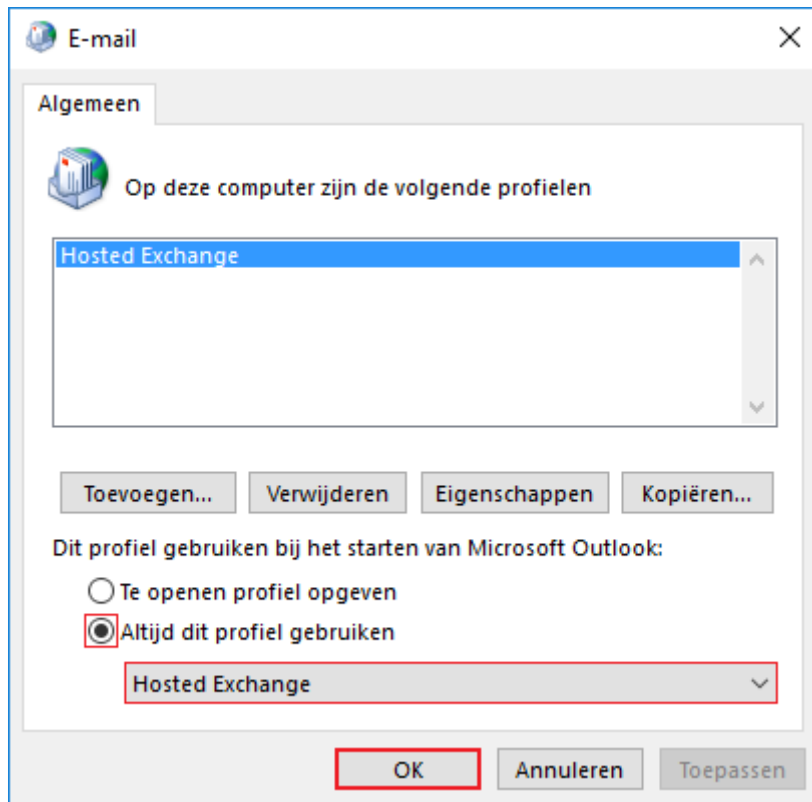 E-mail
Algemeen
Op deze computer zijn de volgende profielen
Hosted Exchange
Toevoegen... Verwijderen Eigenschappen Kopiëren...
Dit profiel gebruiken bij het starten van Microsoft Outlook:
Te openen profiel opgeven
Altijd dit profiel gebruiken
Hosted Exchange
OK Annuleren Toepassen